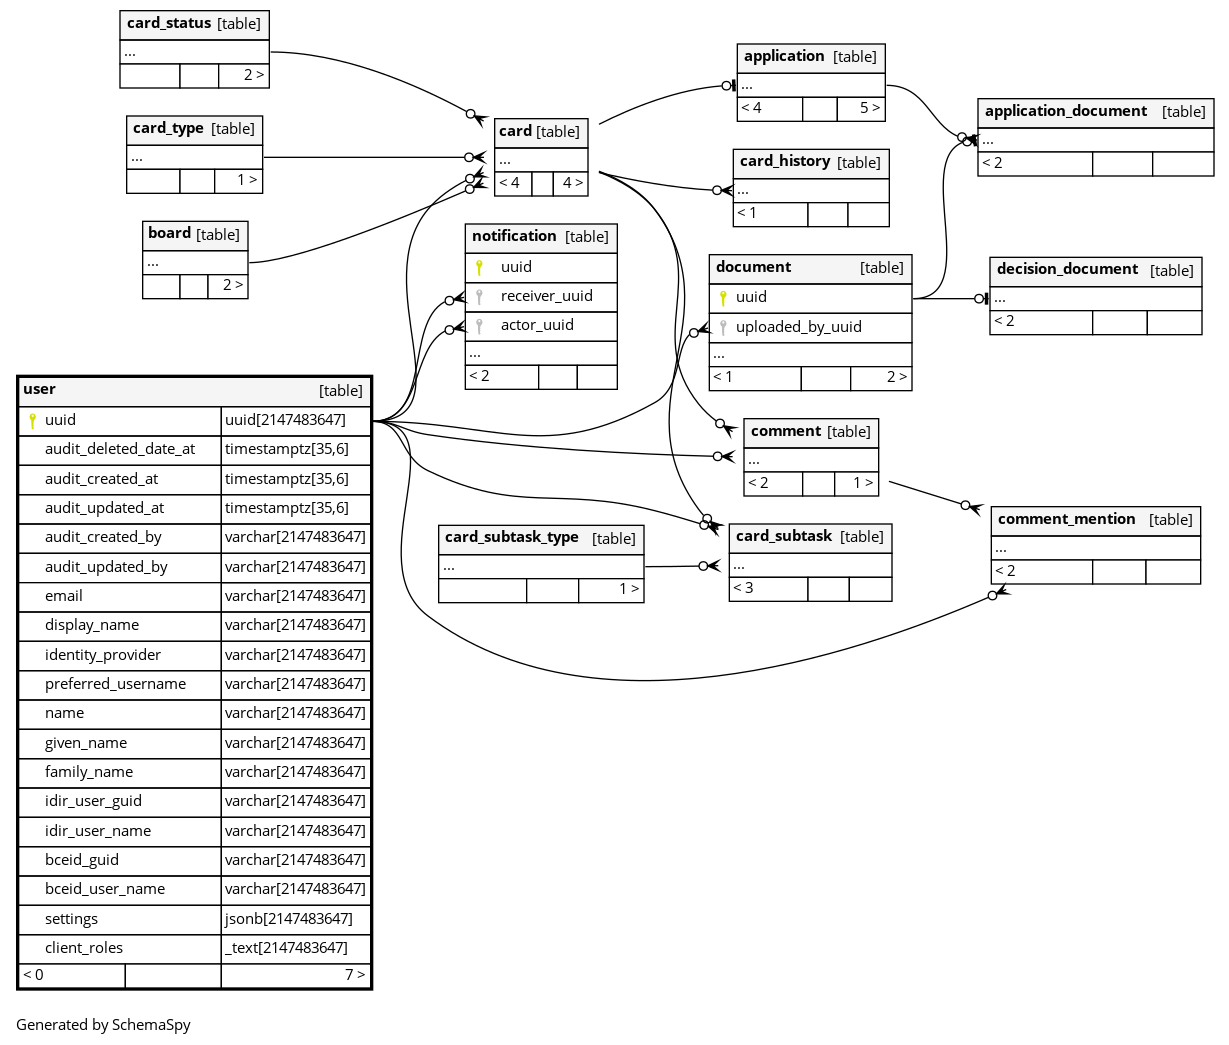 card_status [table]
...
2 >
card_type [table]
...
1 >
board [table]
...
2 >
card [table]
...
< 4 4 >
notification [table]
uuid
receiver_uuid
actor_uuid
...
< 2
application [table]
...
< 4 5 >
card_history [table]
...
< 1
document [table]
uuid
uploaded_by_uuid
...
< 1 2 >
application_document [table]
...
< 2
decision_document [table]
...
< 2
comment [table]
...
< 2 1 >
comment_mention [table]
...
< 2
card_subtask_type [table]
...
1 >
card_subtask [table]
...
< 3
user [table]
uuid uuid[2147483647]
audit_deleted_date_at timestamptz[35,6]
audit_created_at timestamptz[35,6]
audit_updated_at timestamptz[35,6]
audit_created_by varchar[2147483647]
audit_updated_by varchar[2147483647]
email varchar[2147483647]
display_name varchar[2147483647]
identity_provider varchar[2147483647]
preferred_username varchar[2147483647]
name varchar[2147483647]
given_name varchar[2147483647]
family_name varchar[2147483647]
idir_user_guid varchar[2147483647]
idir_user_name varchar[2147483647]
bceid_guid varchar[2147483647]
bceid_user_name varchar[2147483647]
settings jsonb[2147483647]
client_roles _text[2147483647]
< 0 7 >
Generated by SchemaSpy